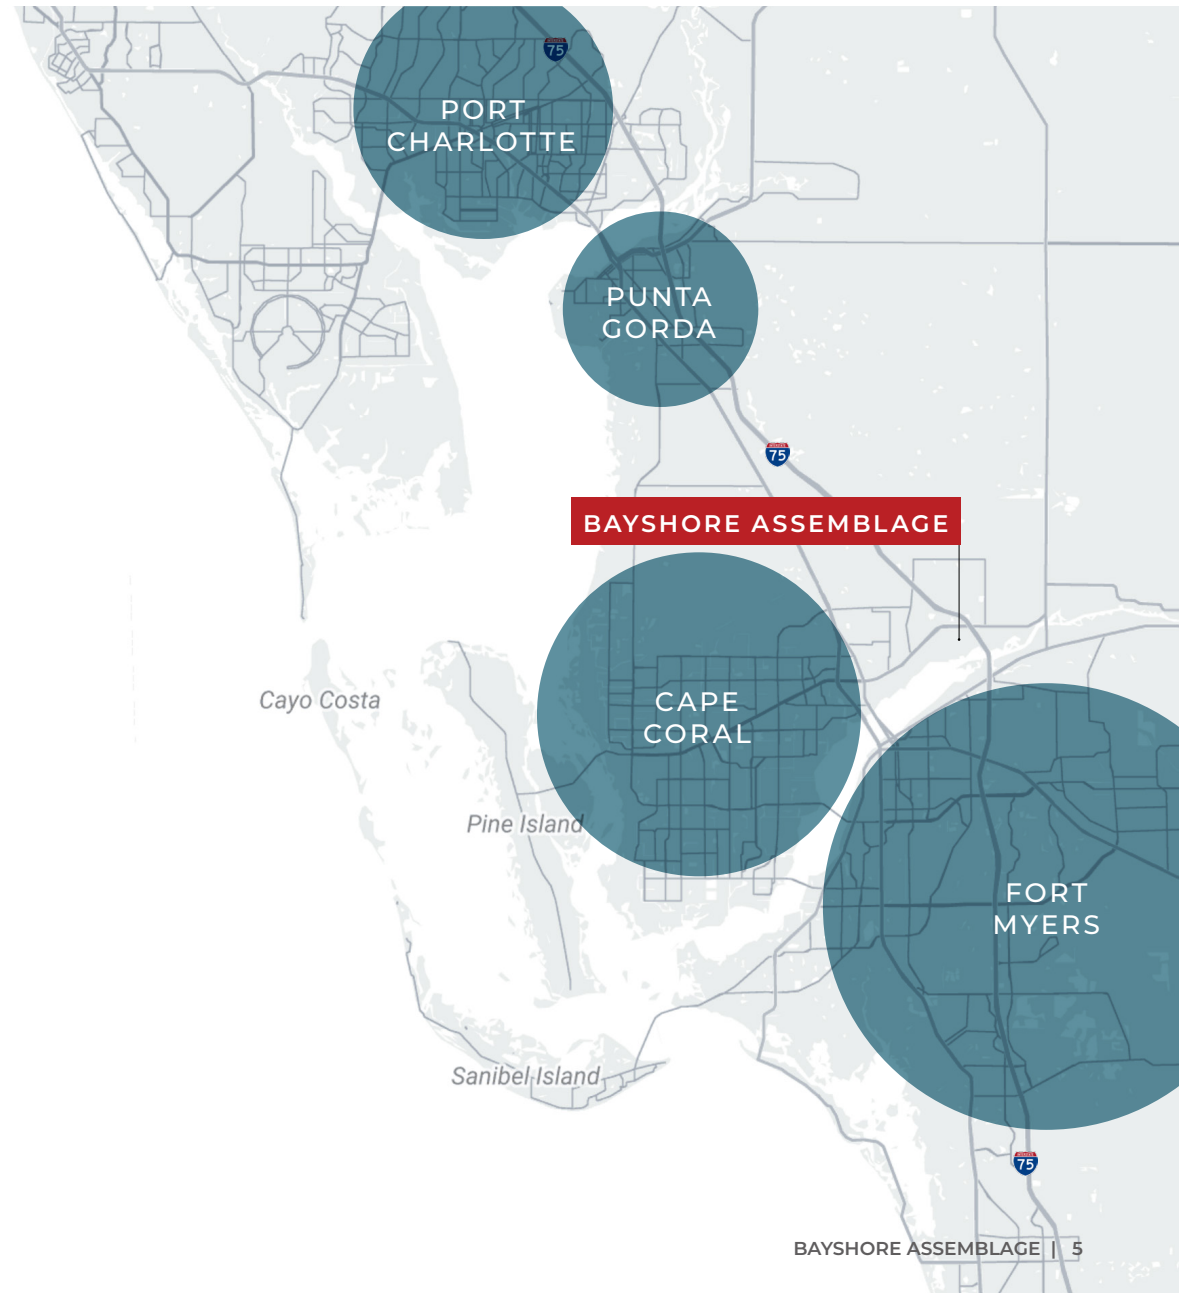 75
PORT
CHARLOTTE
PUNTA
GORDA
75
BAYSHORE ASSEMBLAGE
Cayo Costa
CAPE
CORAL
Pine Island
FORT
MYERS
Sanibel Island
75
BAYSHORE ASSEMBLAGE | 5